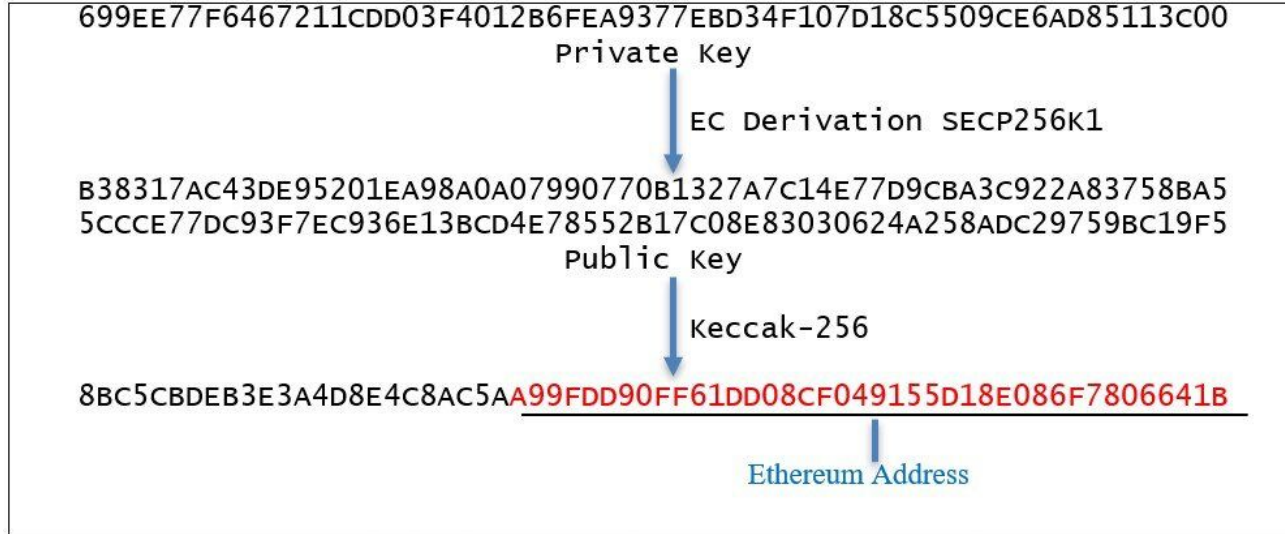 699EE77F6467211CDD03F4012B6FEA9377EBD34F107D18C5509CE6AD85113C00
Private Key
EC Derivation SECP256K1
B38317AC43DE95201EA98A0A07990770B1327A7C14E77D9CBA3C922A83758BA5
5CCCE77DC93F7EC936E13BCD4E78552B17C08E83030624A258ADC29759BC19F5
Public Key
Keccak-256
8BC5CBDEB3E3A4D8E4C8AC5AA99FDD90FF61DD08CF049155D18E086F7806641B
Ethereum Address